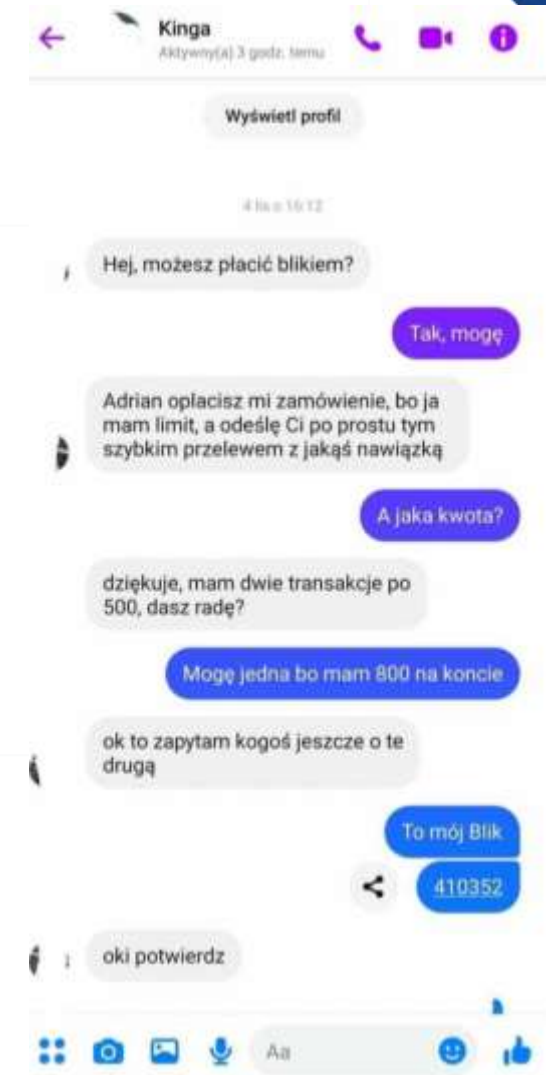 Kinga
Aktywny(a) 3 godz. temu
Wyświetl profil
Hej, możesz płacić blikiem?
Tak, mogę
Adrian oplacisz mi zamówienie, bo ja
mam limit, a odeślę Ci po prostu tym
szybkim przelewem z jakąś nawiązką
A jaka kwota?
dziękuje, mam dwie transakcje po
500, dasz radę?
Mogę jedna bo mam 800 na koncie
ok to zapytam kogoś jeszcze o te
drugą
To mój Blik
410352
oki potwierdz
Aa